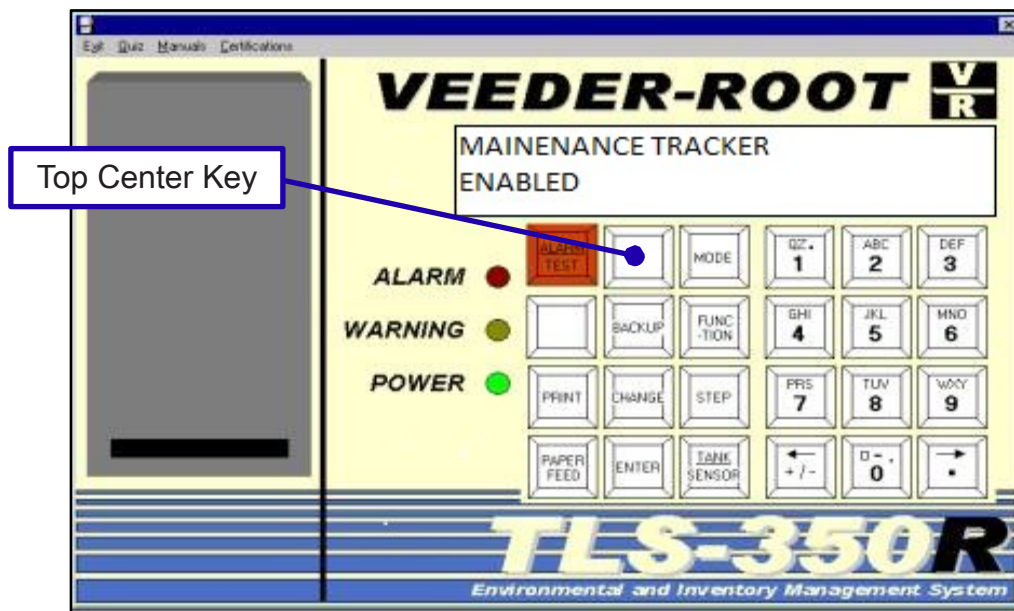 Exit Quiz Manuals Certifications
VEEDER-ROOT
V
R
MAINENANCE TRACKER
ENABLED
Top Center Key
ALARM
TEST
MODE
QZ.
1
ABC
2
DEF
3
ALARM
BACKUP
FUNC
-TION
GHI
4
JKL
5
MNO
6
WARNING
PRINT
CHANGE
STEP
PRS
7
TUV
8
WXY
9
POWER
PAPER
FEED
ENTER
TANK
SENSOR
+ / -
0
TLS-350R
Environmental and Inventory Management System